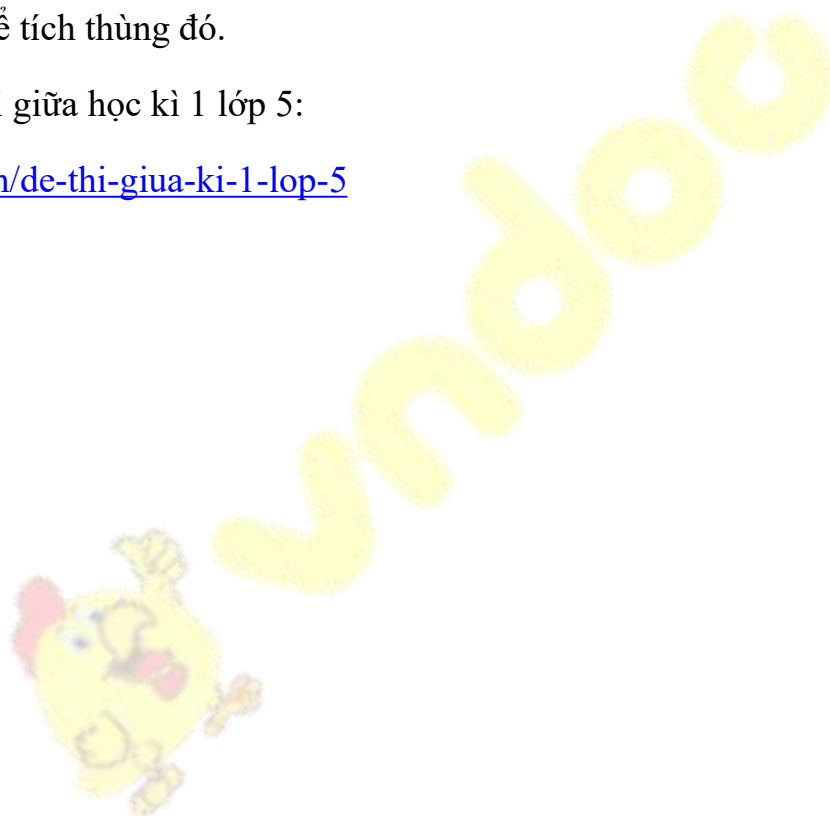 ể tích thùng đó.
giữa học kì 1 lớp 5:
/de-thi-giua-ki-1-lop-5
vndoc